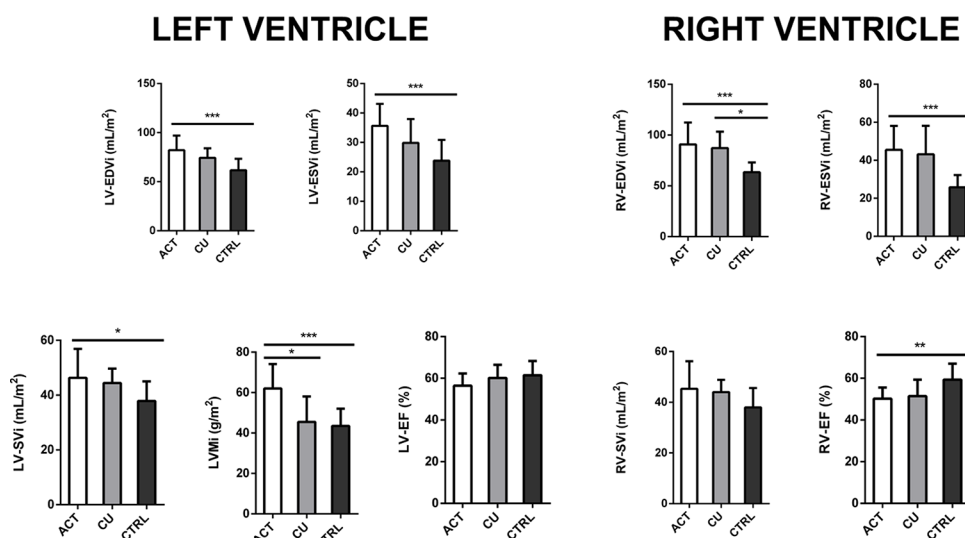 LEFT VENTRICLE
RIGHT VENTRICLE
LV-EDVi (mL/m²)
150
100
50
0
***
ACT
CU
CTRL
LV-ESVi (mL/m²)
50
40
30
20
10
0
***
ACT
CU
CTRL
RV-EDVi (mL/m²)
150
100
50
0
***
*
ACT
CU
CTRL
RV-ESVi (mL/m²)
80
60
40
20
0
***
ACT
CU
CTRL
LV-SVi (mL/m²)
60
40
20
0
*
ACT
CU
CTRL
LVMi (g/m²)
80
60
40
20
0
***
*
ACT
CU
CTRL
LV-EF (%)
80
60
40
20
0
ACT
CU
CTRL
RV-SVi (mL/m²)
60
40
20
0
ACT
CU
CTRL
RV-EF (%)
80
60
40
20
0
**
ACT
CU
CTRL